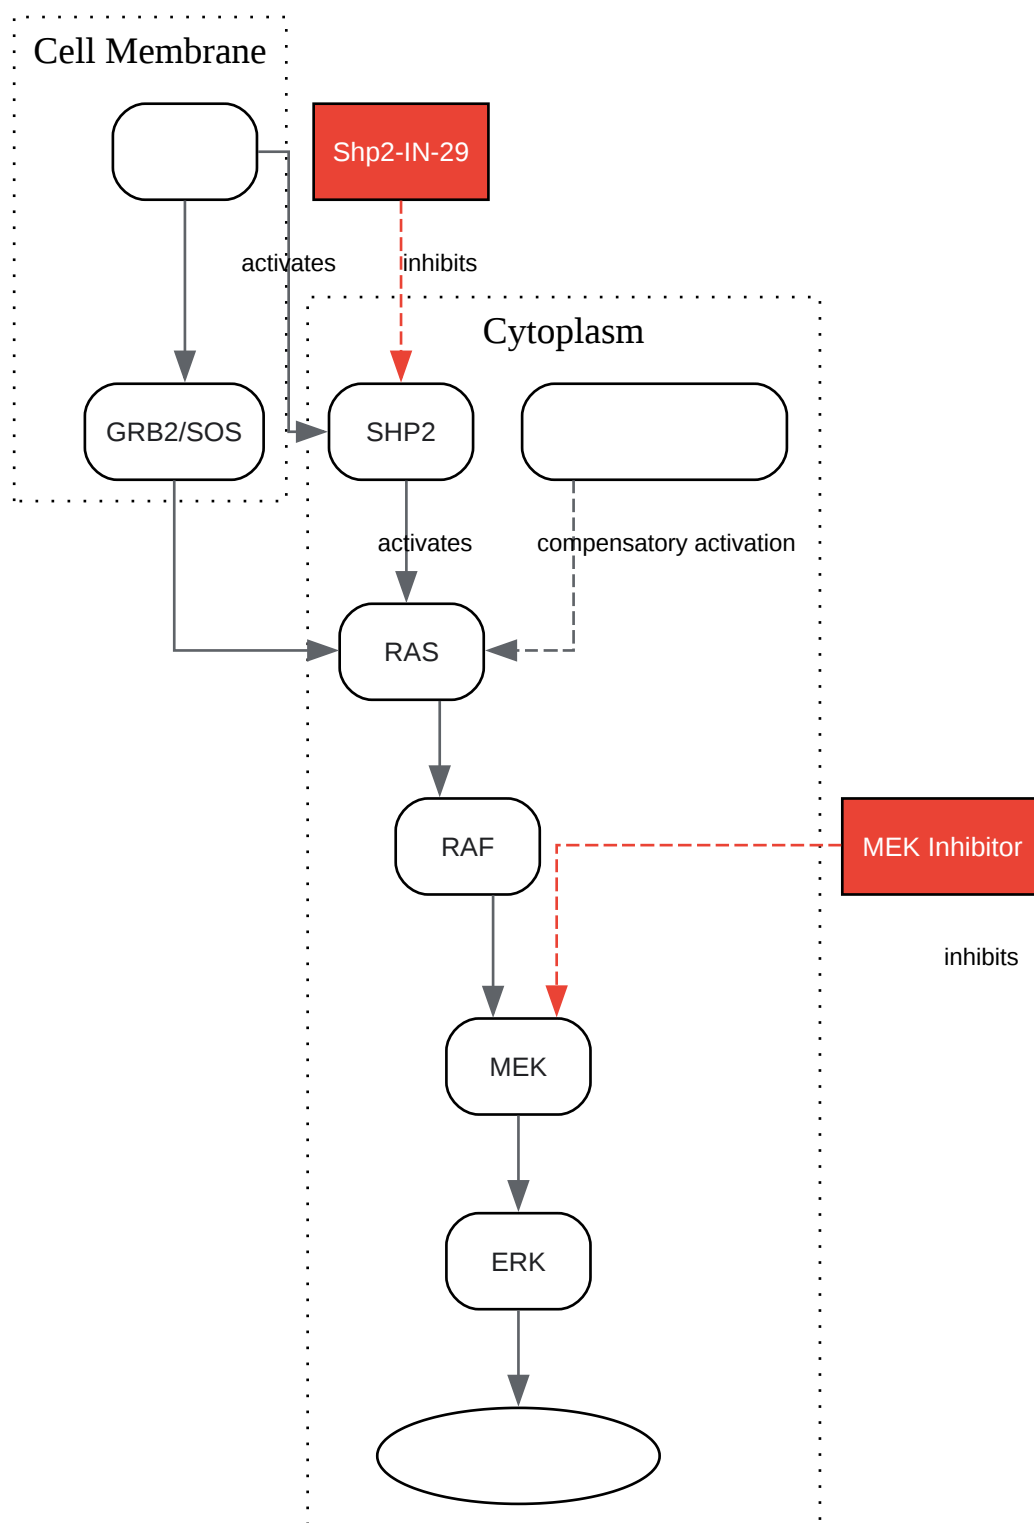 Cell Membrane
Shp2-IN-29
activates
inhibits
Cytoplasm
GRB2/SOS
SHP2
activates
compensatory activation
RAS
RAF
MEK Inhibitor
inhibits
MEK
ERK